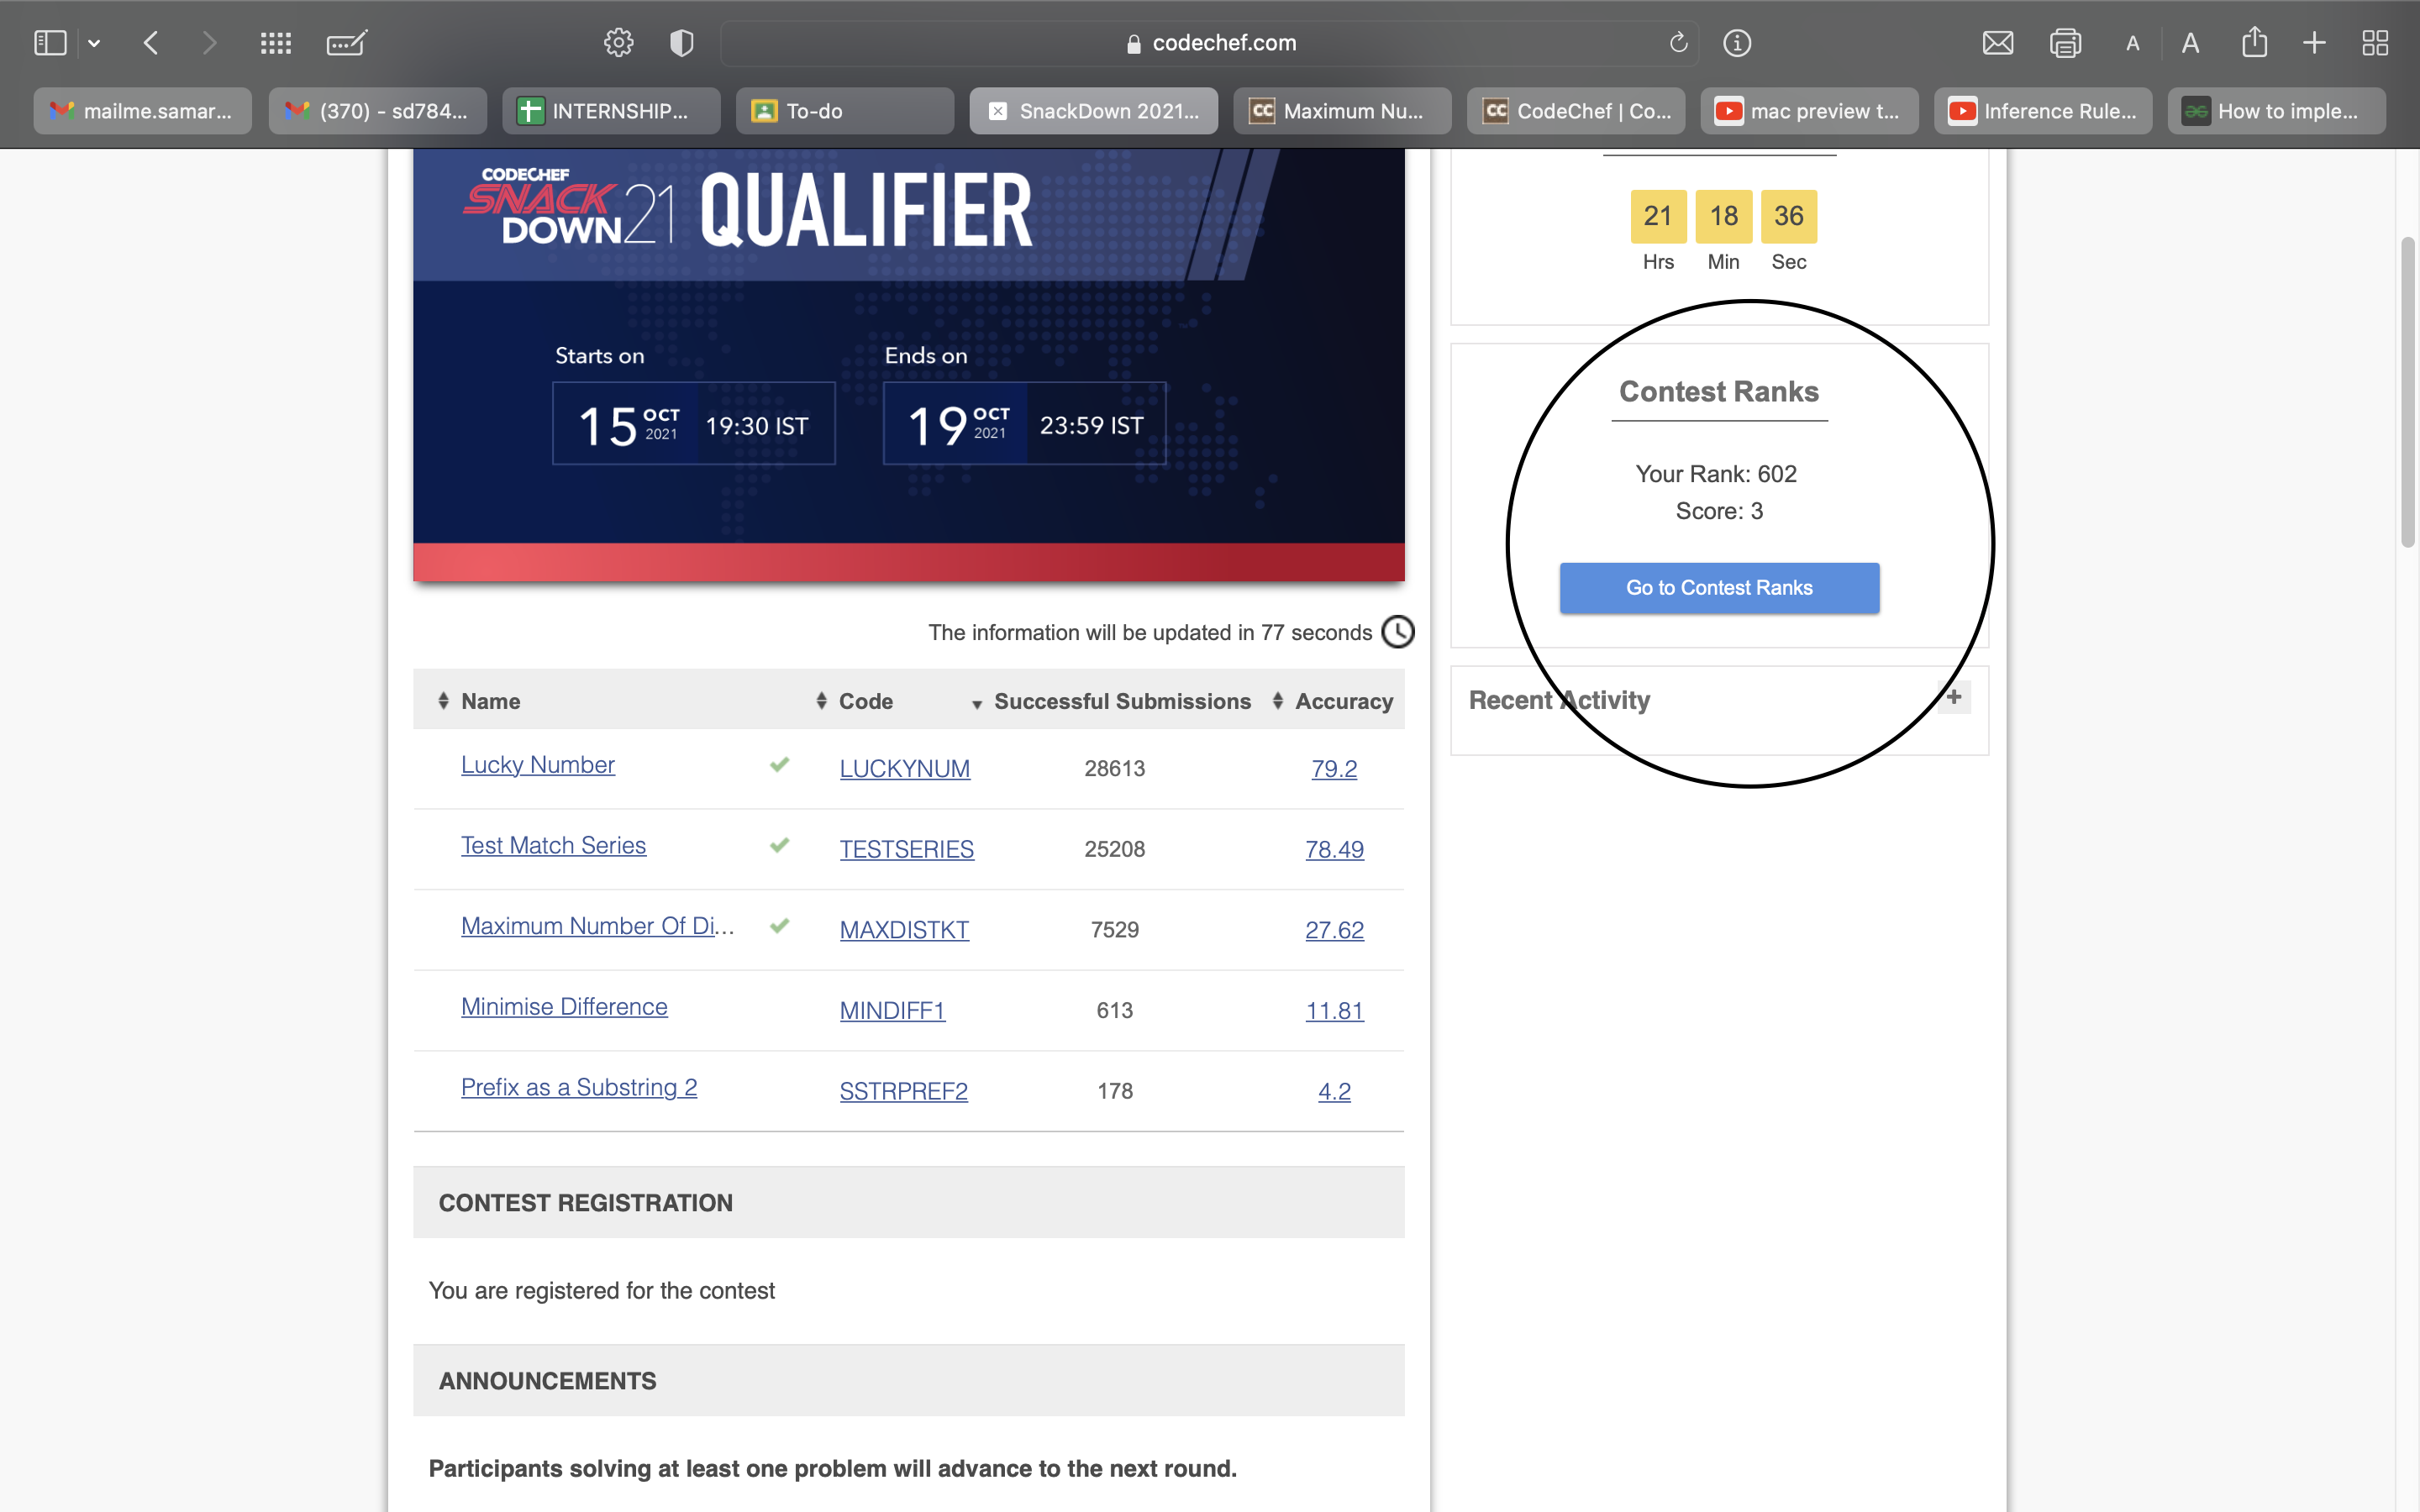 codechef.com
A A
mailme.samar...
(370) - sd784...
INTERNSHIP...
To-do
SnackDown 2021...
CC Maximum Nu...
CC CodeChef | Co...
mac preview t...
Inference Rule...
How to imple...
CODECHEF
SNACK
DOWN21
QUALIFIER
Starts on
15 OCT 2021 19:30 IST
Ends on
19 OCT 2021 23:59 IST
The information will be updated in 77 seconds
Name Code Successful Submissions Accuracy
Lucky Number LUCKYNUM 28613 79.2
Test Match Series TESTSERIES 25208 78.49
Maximum Number Of Di... MAXDISTKT 7529 27.62
Minimise Difference MINDIFF1 613 11.81
Prefix as a Substring 2 SSTRPREF2 178 4.2
CONTEST REGISTRATION
You are registered for the contest
ANNOUNCEMENTS
Participants solving at least one problem will advance to the next round.
21 18 36
Hrs Min Sec
Contest Ranks
Your Rank: 602
Score: 3
Go to Contest Ranks
Recent Activity +